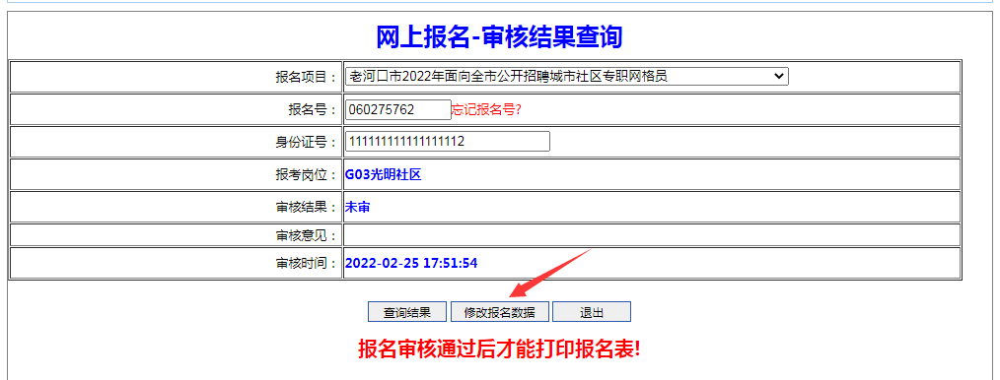 网上报名-审核结果查询
报名项目： 老河口市2022年面向全市公开招聘城市社区专职网格员
报名号： 060275762 忘记报名号?
身份证号： 111111111111111112
报考岗位： G03光明社区
审核结果： 未审
审核意见：
审核时间： 2022-02-25 17:51:54
查询结果 修改报名数据 退出
报名审核通过后才能打印报名表!